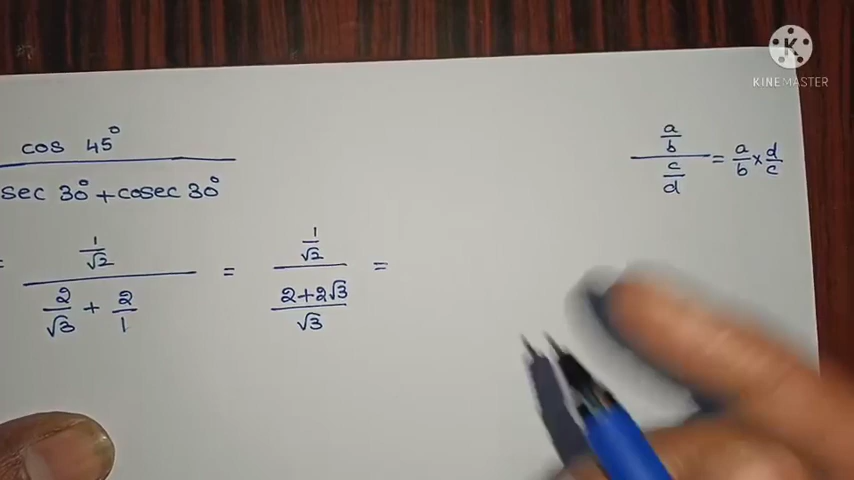 cos 45°
sec 30° + cosec 30°
= 1/√2 / (2/√3 + 2/1) = 1/√2 / ((2+2√3)/√3) =
a/b / c/d = a/b × d/c
K
KINEMASTER